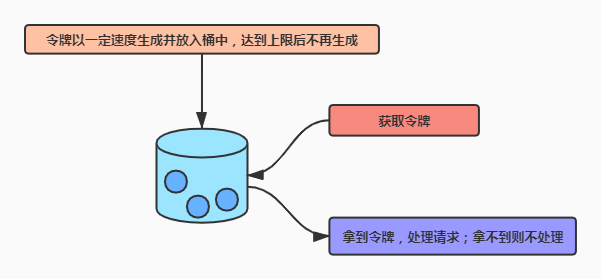 令牌以一定速度生成并放入桶中，达到上限后不再生成
获取令牌
拿到令牌，处理请求；拿不到则不处理